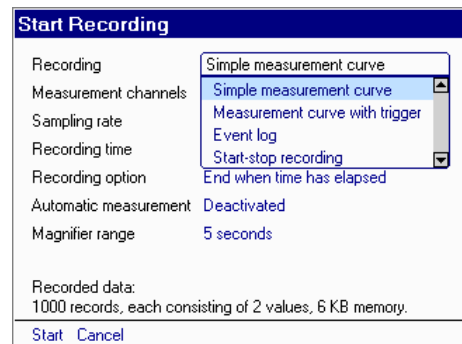 Start Recording
Recording Simple measurement curve
Measurement channels Simple measurement curve
Measurement curve with trigger
Sampling rate
Event log
Recording time Start-stop recording
Recording option End when time has elapsed
Automatic measurement Deactivated
Magnifier range 5 seconds
Recorded data:
1000 records, each consisting of 2 values, 6 KB memory.
Start Cancel